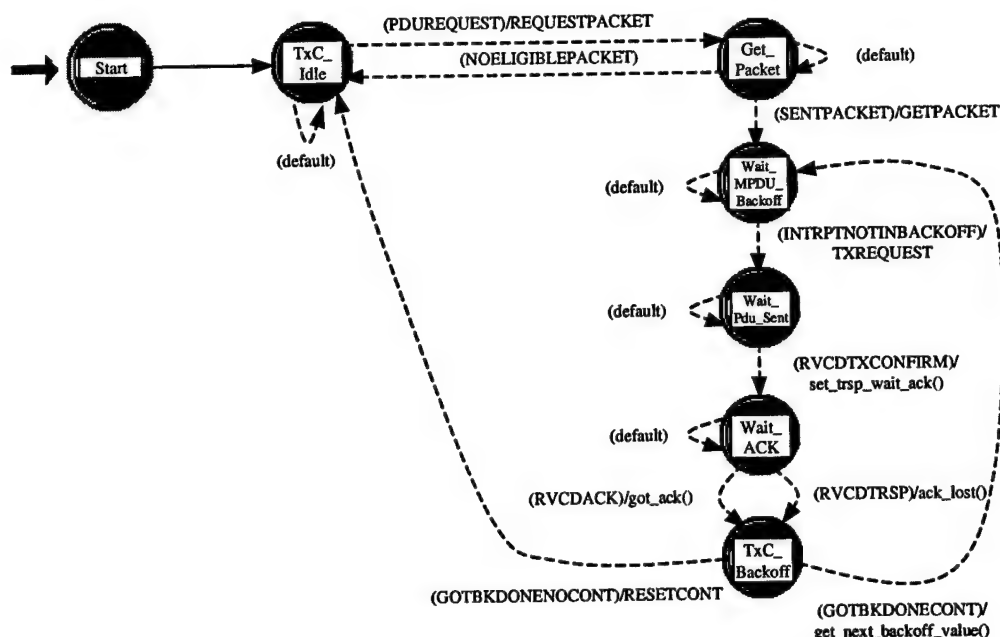 (PDUREQUEST)/REQUESTPACKET
Start
TxC_
Idle
(NOELIGIBLEPACKET)
Get_
Packet
(default)
(default)
(SENTPACKET)/GETPACKET
(default)
Wait_
MPDU_
Backoff
(INTRPTNOTINBACKOFF)/
TXREQUEST
(default)
Wait_
Pdu_Sent
(RVCDTXCONFIRM)/
set_trsp_wait_ack()
(default)
Wait_
ACK
(RVCDACK)/got_ack()
(RVCDTRSP)/ack_lost()
TxC_
Backoff
(GOTBKDONENOCONT)/RESETCONT
(GOTBKDONECONT)/
get_next_backoff_value()